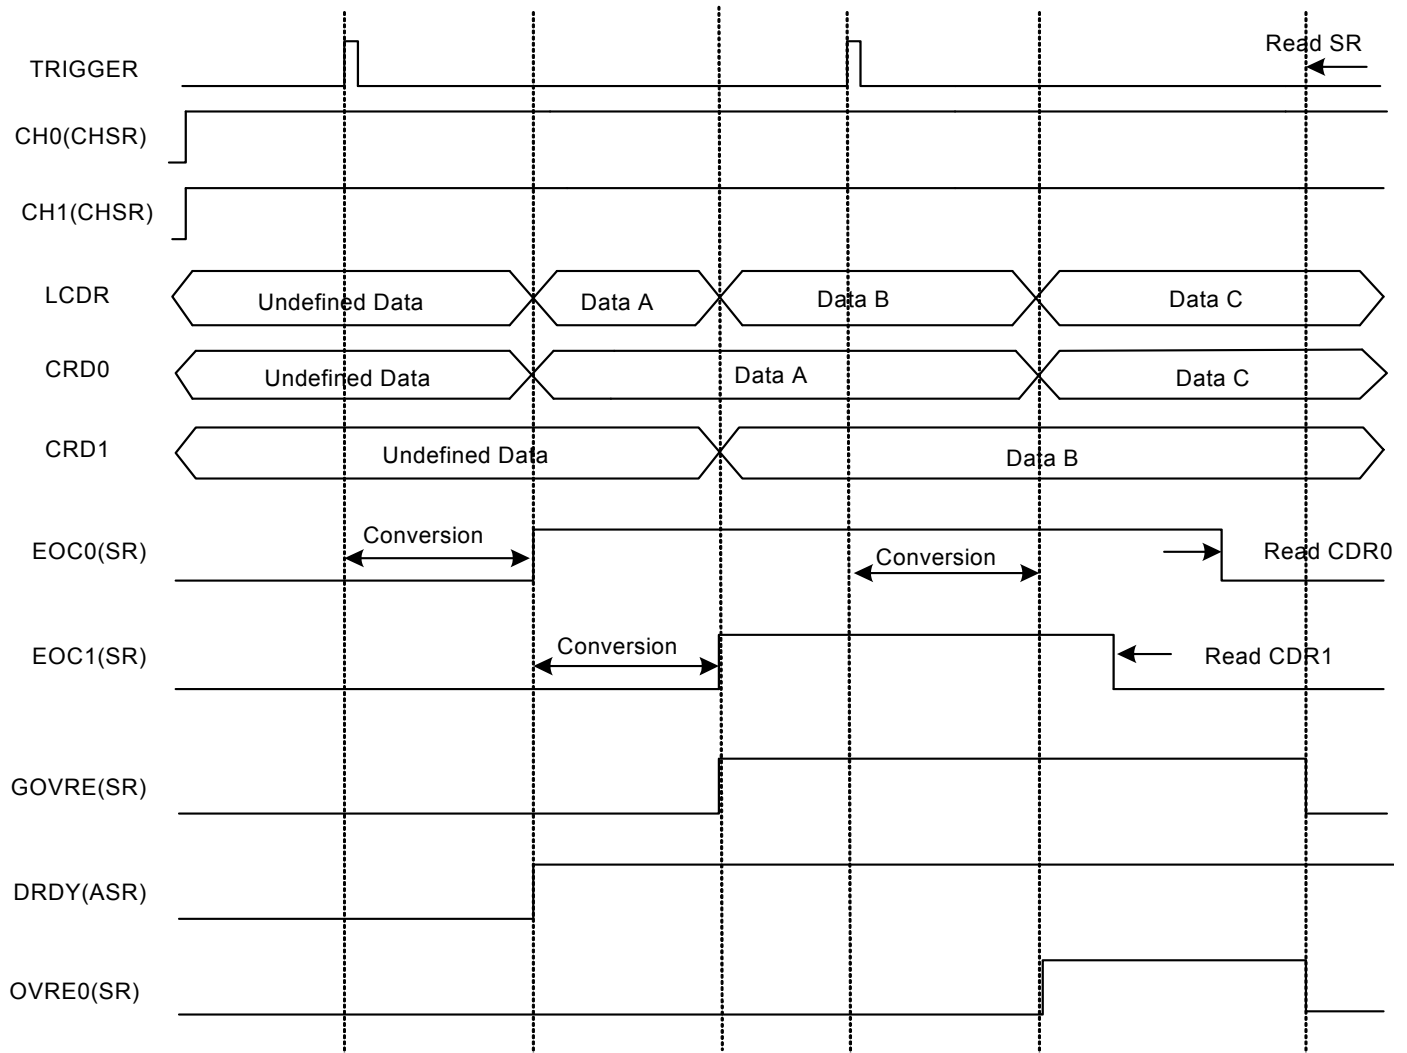 Read SR
TRIGGER
CH0(CHSR)
CH1(CHSR)
LCDR
Undefined Data
Data A
Data B
Data C
CRD0
Undefined Data
Data A
Data C
CRD1
Undefined Data
Data B
EOC0(SR)
Conversion
Conversion
Read CDR0
EOC1(SR)
Conversion
Read CDR1
GOVRE(SR)
DRDY(ASR)
OVRE0(SR)